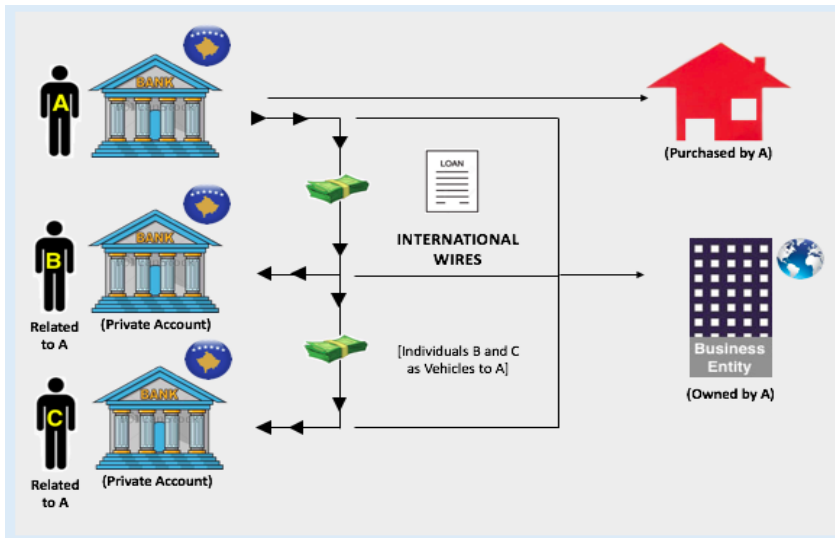 A
BANK
(Purchased by A)
LOAN
INTERNATIONAL
WIRES
B
BANK
Related
to A
(Private Account)
[Individuals B and C
as Vehicles to A]
Business
Entity
(Owned by A)
C
BANK
Related
to A
(Private Account)